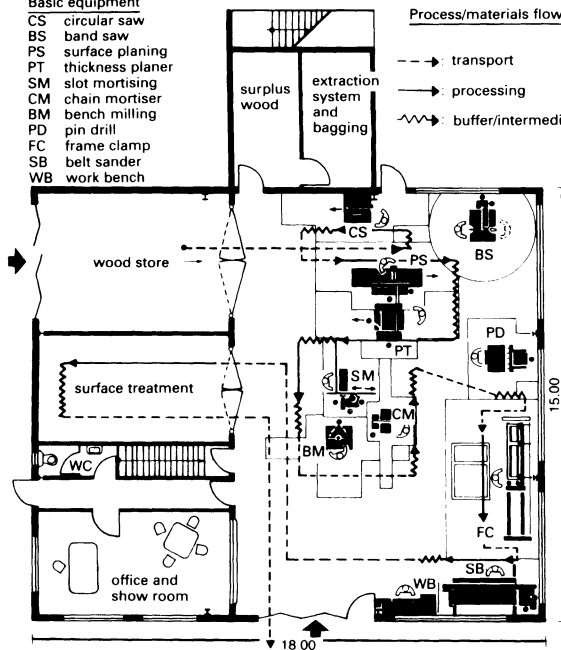 Basic equipment
CS circular saw
BS band saw
PS surface planing
PT thickness planer
SM slot mortising
CM chain mortiser
BM bench milling
PD pin drill
FC frame clamp
SB belt sander
WB work bench
Process/materials flow
transport
processing
surplus
wood
extraction
system
and
bagging
CS
BS
wood store
PS
PD
PT
15.00
SM
surface treatment
CM
BM
WC
FC
SB
WB
office and
show room
18 00